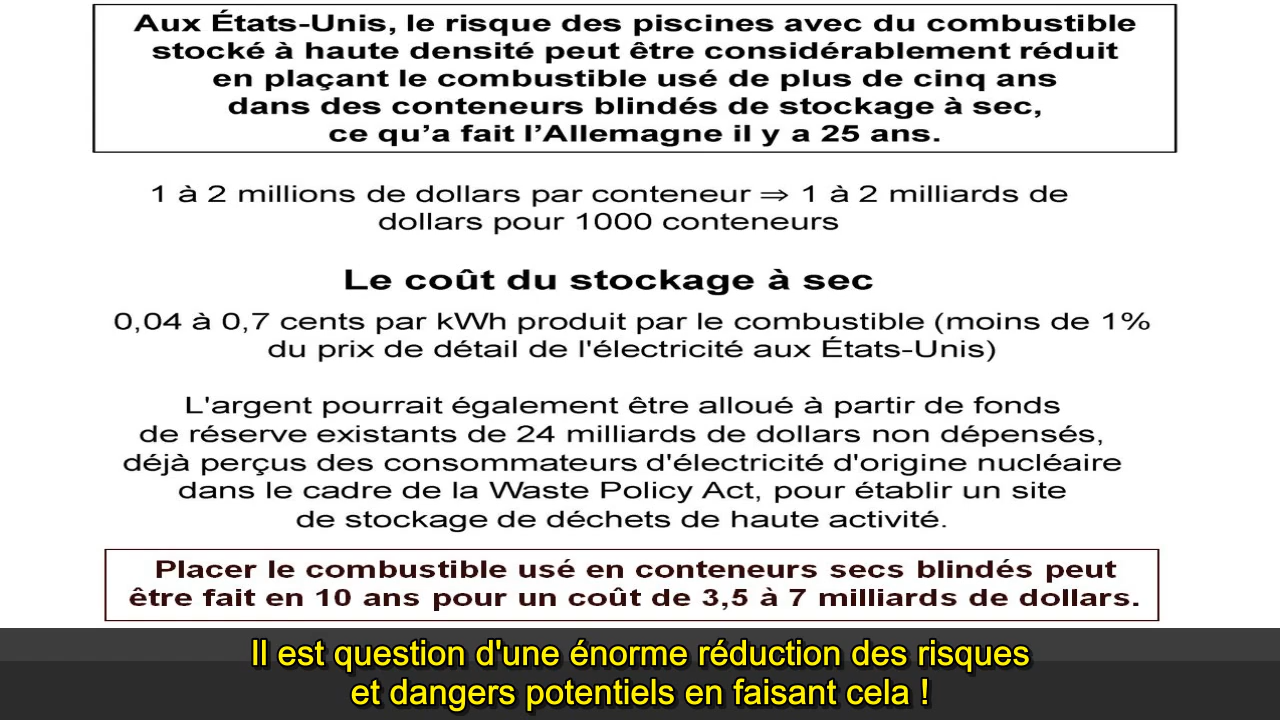 Aux États-Unis, le risque des piscines avec du combustible
stocké à haute densité peut être considérablement réduit
en plaçant le combustible usé de plus de cinq ans
dans des conteneurs blindés de stockage à sec,
ce qu’a fait l’Allemagne il y a 25 ans.
1 à 2 millions de dollars par conteneur ⇒ 1 à 2 milliards de
dollars pour 1000 conteneurs
Le coût du stockage à sec
0,04 à 0,7 cents par kWh produit par le combustible (moins de 1%
du prix de détail de l'électricité aux États-Unis)
L'argent pourrait également être alloué à partir de fonds
de réserve existants de 24 milliards de dollars non dépensés,
déjà perçus des consommateurs d'électricité d'origine nucléaire
dans le cadre de la Waste Policy Act, pour établir un site
de stockage de déchets de haute activité.
Placer le combustible usé en conteneurs secs blindés peut
être fait en 10 ans pour un coût de 3,5 à 7 milliards de dollars.
Il est question d'une énorme réduction des risques
et dangers potentiels en faisant cela !